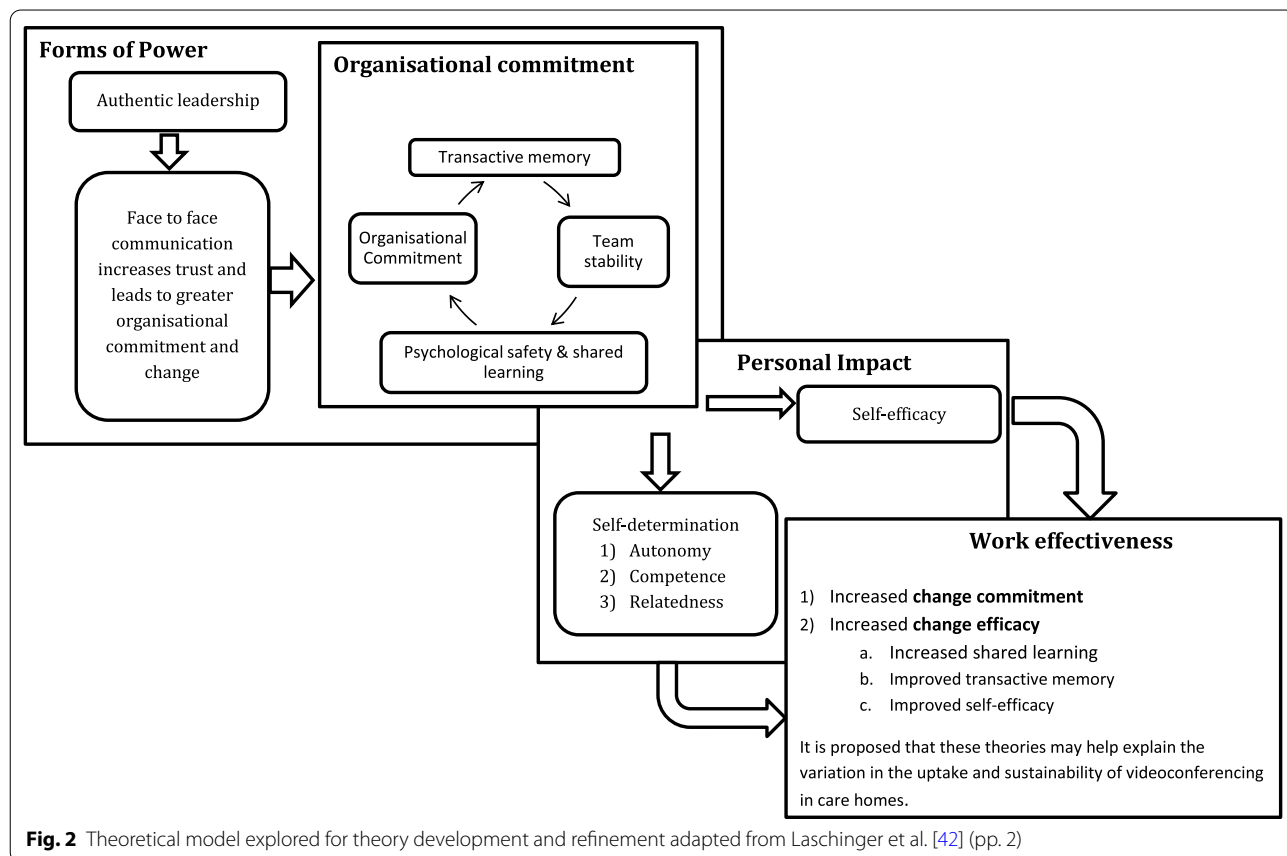 Forms of Power
Authentic leadership
Face to face
communication
increases trust and
leads to greater
organisational
commitment and
change
Organisational commitment
Transactive memory
Organisational
Commitment
Team
stability
Psychological safety & shared
learning
Personal Impact
Self-efficacy
Self-determination
1) Autonomy
2) Competence
3) Relatedness
Work effectiveness
1) Increased change commitment
2) Increased change efficacy
a. Increased shared learning
b. Improved transactive memory
c. Improved self-efficacy
It is proposed that these theories may help explain the
variation in the uptake and sustainability of videoconferencing
in care homes.
Fig. 2 Theoretical model explored for theory development and refinement adapted from Laschinger et al. [42] (pp. 2)